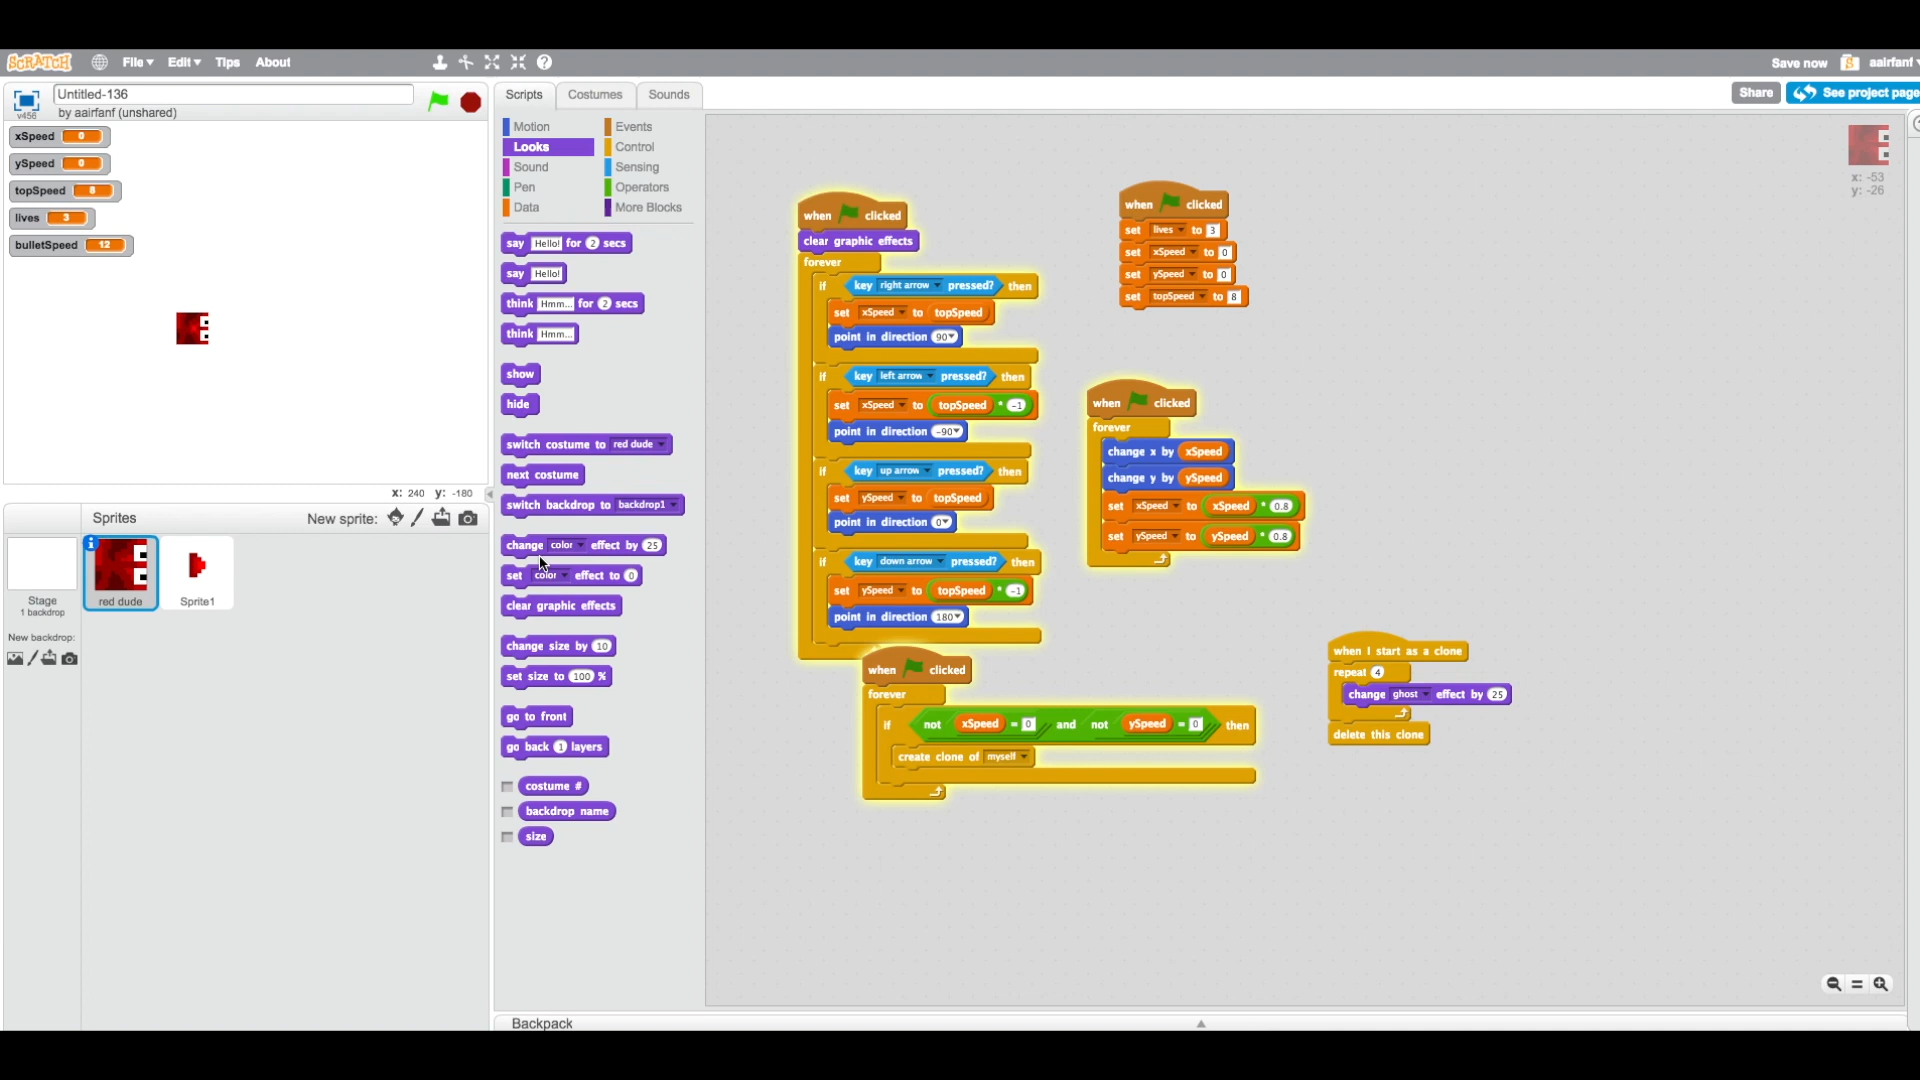 SCRATCH File Edit Tips About Save now aairfanf
Untitled-136
v456 by aairfanf (unshared)
xSpeed 0
ySpeed 0
topSpeed 8
lives 3
bulletSpeed 12
X: 240 y: -180
Sprites New sprite:
Stage
1 backdrop
New backdrop:
red dude
Sprite1
Scripts Costumes Sounds
Share See project page
Motion Events
Looks Control
Sound Sensing
Pen Operators
Data More Blocks
say Hello! for 2 secs
say Hello!
think Hmm... for 2 secs
think Hmm...
show
hide
switch costume to red dude
next costume
switch backdrop to backdrop1
change color effect by 25
set color effect to 0
clear graphic effects
change size by 10
set size to 100 %
go to front
go back 1 layers
costume #
backdrop name
size
when clicked
clear graphic effects
forever
if key right arrow pressed? then
set xSpeed to topSpeed
point in direction 90
if key left arrow pressed? then
set xSpeed to topSpeed * -1
point in direction -90
if key up arrow pressed? then
set ySpeed to topSpeed
point in direction 0
if key down arrow pressed? then
set ySpeed to topSpeed * -1
point in direction 180
when clicked
forever
if not xSpeed = 0 and not ySpeed = 0 then
create clone of myself
when clicked
set lives to 3
set xSpeed to 0
set ySpeed to 0
set topSpeed to 8
when clicked
forever
change x by xSpeed
change y by ySpeed
set xSpeed to xSpeed * 0.8
set ySpeed to ySpeed * 0.8
when I start as a clone
repeat 4
change ghost effect by 25
delete this clone
x: -53
y: -26
Backpack